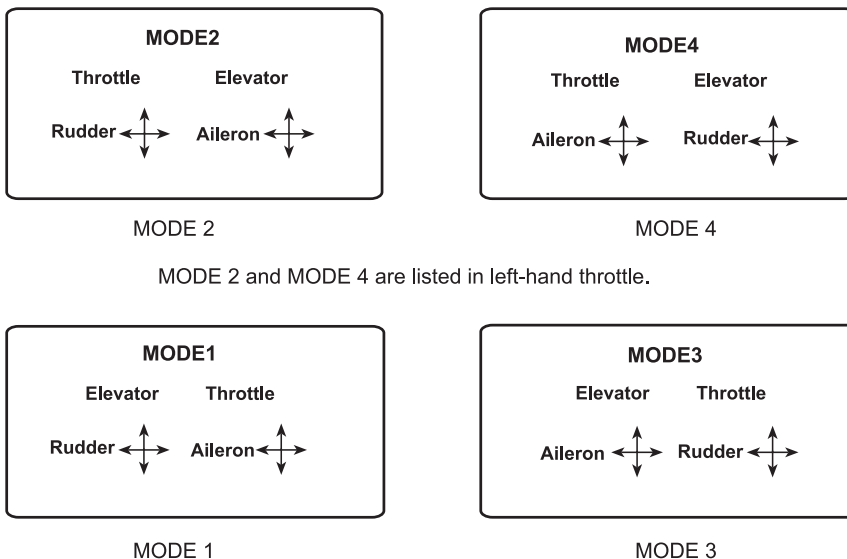 MODE2
Throttle Elevator
Rudder Aileron
MODE 2
MODE4
Throttle Elevator
Aileron Rudder
MODE 4
MODE 2 and MODE 4 are listed in left-hand throttle.
MODE1
Elevator Throttle
Rudder Aileron
MODE 1
MODE3
Elevator Throttle
Aileron Rudder
MODE 3